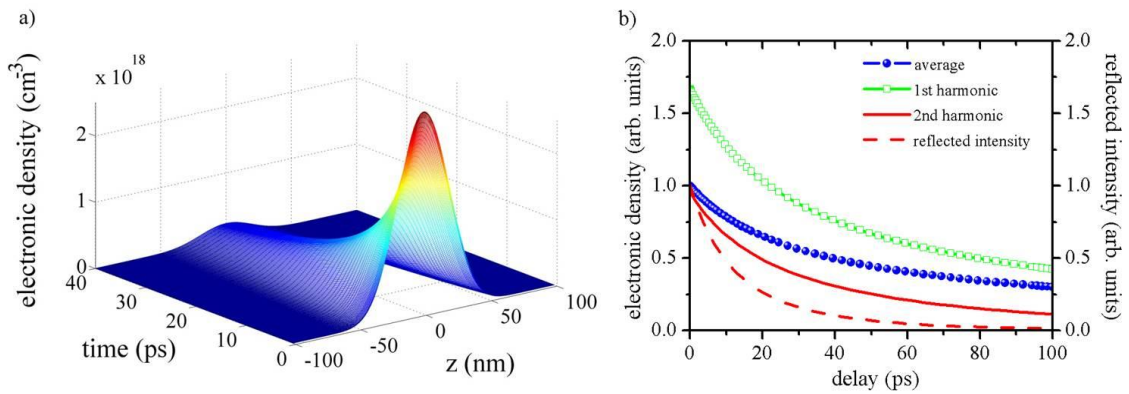 a)
x 10^18
electronic density (cm^-3)
2
1
0
40
30
20
10
0
time (ps)
-100
-50
0
50
100
z (nm)
b)
electronic density (arb. units)
2.0
1.5
1.0
0.5
0.0
average
1st harmonic
2nd harmonic
reflected intensity
2.0
1.5
1.0
0.5
0.0
reflected intensity (arb. units)
0 20 40 60 80 100
delay (ps)